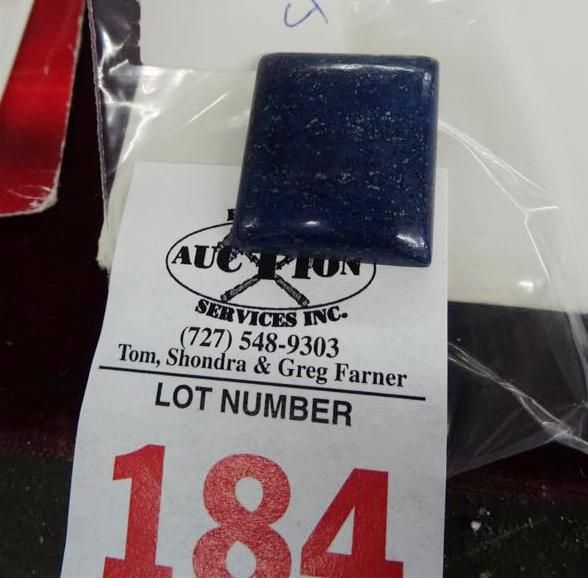 AUCTION
SERVICES INC.
(727) 548-9303
Tom, Shondra & Greg Farner
LOT NUMBER
184